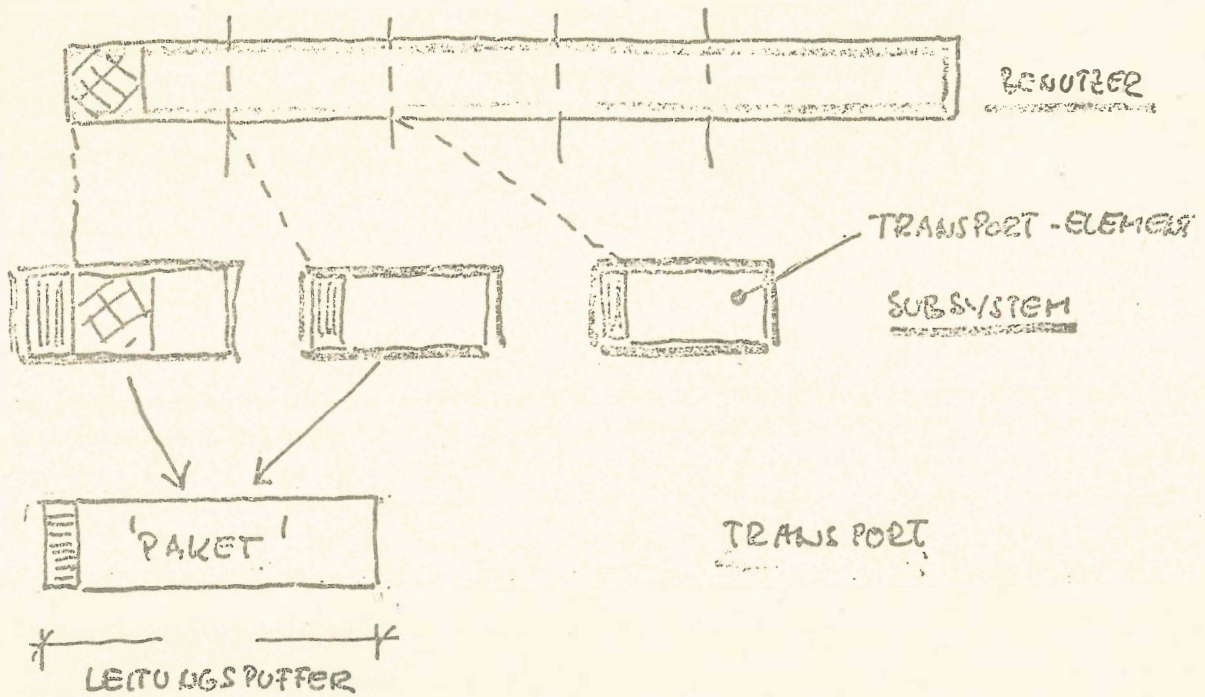 BENUTZER
TRANSPORT-ELEMENT
SUBSYSTEM
'PAKET'
TRANSPORT
LEITUNGSPUFFER